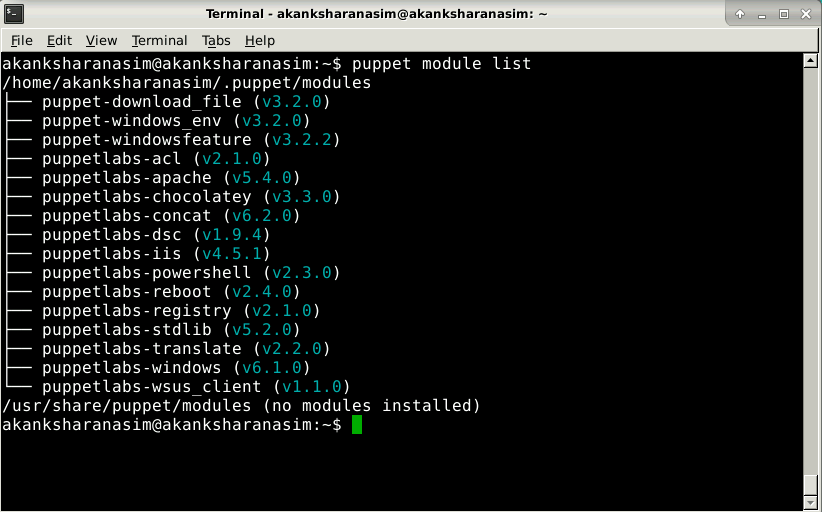 Terminal - akanksharanasim@akanksharanasim: ~
File Edit View Terminal Tabs Help
akanksharanasim@akanksharanasim:~$ puppet module list
/home/akanksharanasim/.puppet/modules
├── puppet-download_file (v3.2.0)
├── puppet-windows_env (v3.2.0)
├── puppet-windowsfeature (v3.2.2)
├── puppetlabs-acl (v2.1.0)
├── puppetlabs-apache (v5.4.0)
├── puppetlabs-chocolatey (v3.3.0)
├── puppetlabs-concat (v6.2.0)
├── puppetlabs-dsc (v1.9.4)
├── puppetlabs-iis (v4.5.1)
├── puppetlabs-powershell (v2.3.0)
├── puppetlabs-reboot (v2.4.0)
├── puppetlabs-registry (v2.1.0)
├── puppetlabs-stdlib (v5.2.0)
├── puppetlabs-translate (v2.2.0)
├── puppetlabs-windows (v6.1.0)
└── puppetlabs-wsus_client (v1.1.0)
/usr/share/puppet/modules (no modules installed)
akanksharanasim@akanksharanasim:~$